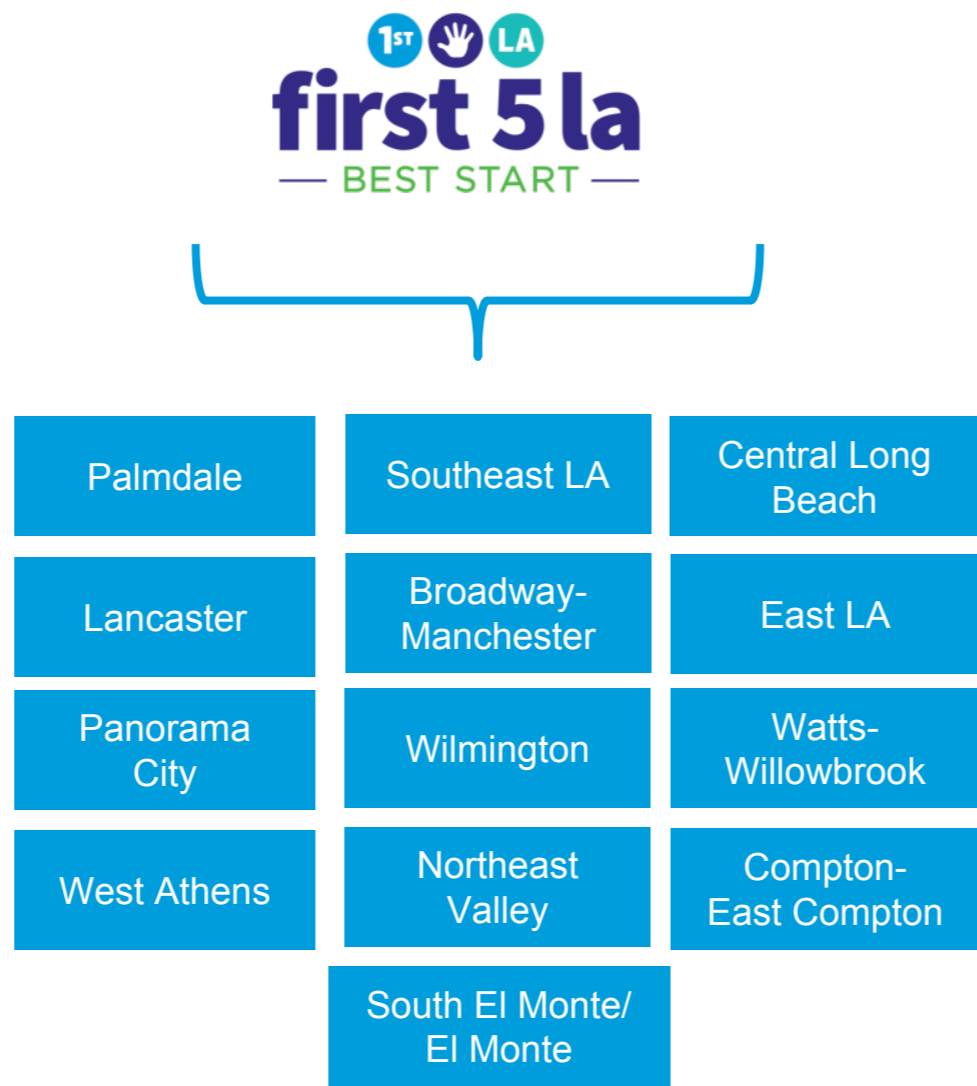 1ST LA
first 5 la
BEST START
Palmdale
Southeast LA
Central Long
Beach
Lancaster
Broadway-
Manchester
East LA
Panorama
City
Wilmington
Watts-
Willowbrook
West Athens
Northeast
Valley
Compton-
East Compton
South El Monte/
El Monte